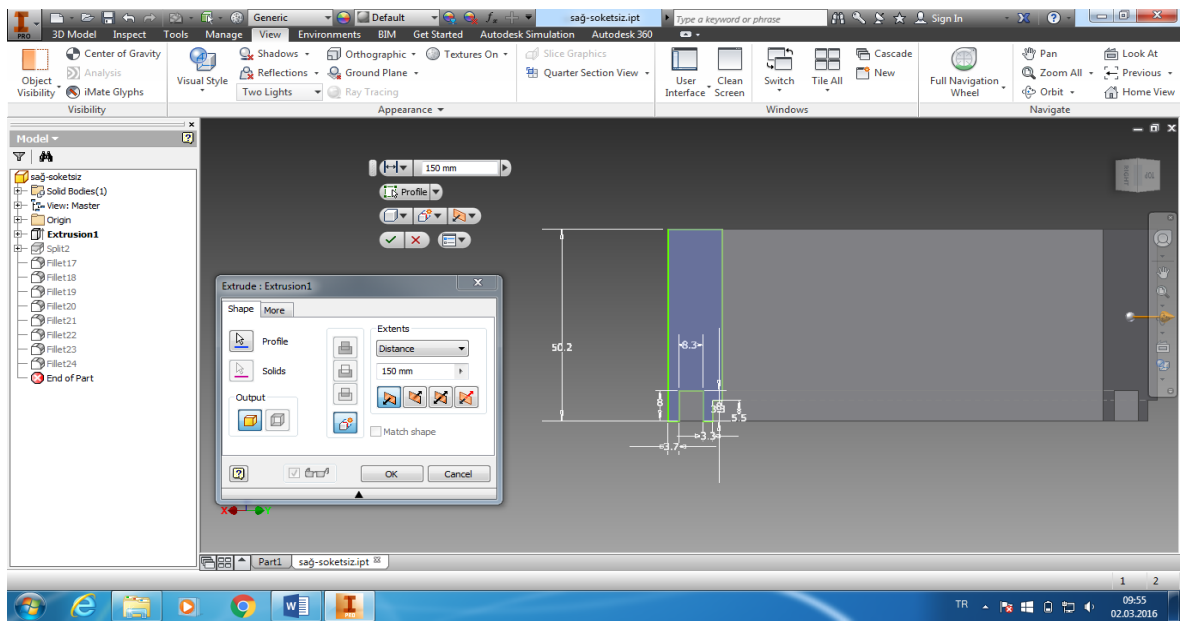 Generic Default sağ-soketsiz.ipt Type a keyword or phrase Sign In
PRO 3D Model Inspect Tools Manage View Environments BIM Get Started Autodesk Simulation Autodesk 360
Object Visibility
Center of Gravity
Analysis
iMate Glyphs
Visibility
Visual Style
Shadows
Reflections
Two Lights
Orthographic
Ground Plane
Ray Tracing
Textures On
Appearance
Slice Graphics
Quarter Section View
User Interface
Clean Screen
Switch
Tile All
Cascade
New
Windows
Full Navigation Wheel
Pan
Zoom All
Orbit
Look At
Previous
Home View
Navigate
Model
sağ-soketsiz
Solid Bodies(1)
View: Master
Origin
Extrusion1
Split2
Fillet17
Fillet18
Fillet19
Fillet20
Fillet21
Fillet22
Fillet23
Fillet24
End of Part
150 mm
Profile
Extrude : Extrusion1
Shape More
Profile
Solids
Output
Extents
Distance
150 mm
Match shape
OK Cancel
50.2
8.3
8
5.5
3.3
3.7
X Y
Part1 sağ-soketsiz.ipt
1 2
TR
09:55
02.03.2016